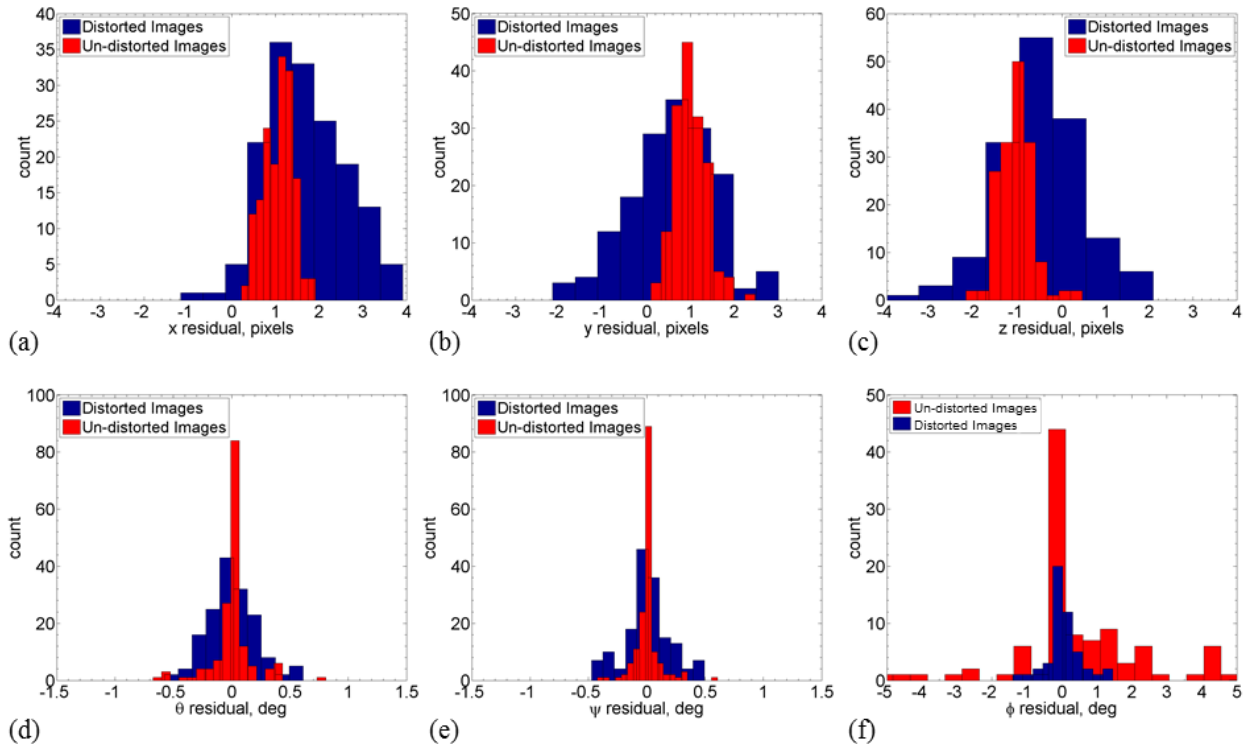 40
35
30
25
20
15
10
5
0
count
Distorted Images
Un-distorted Images
-4 -3 -2 -1 0 1 2 3 4
x residual, pixels
(a)
50
40
30
20
10
0
count
Distorted Images
Un-distorted Images
-4 -3 -2 -1 0 1 2 3 4
y residual, pixels
(b)
60
50
40
30
20
10
0
count
Distorted Images
Un-distorted Images
-4 -3 -2 -1 0 1 2 3 4
z residual, pixels
(c)
100
80
60
40
20
0
count
Distorted Images
Un-distorted Images
-1.5 -1 -0.5 0 0.5 1 1.5
θ residual, deg
(d)
100
80
60
40
20
0
count
Distorted Images
Un-distorted Images
-1.5 -1 -0.5 0 0.5 1 1.5
ψ residual, deg
(e)
50
40
30
20
10
0
count
Un-distorted Images
Distorted Images
-5 -4 -3 -2 -1 0 1 2 3 4 5
ϕ residual, deg
(f)